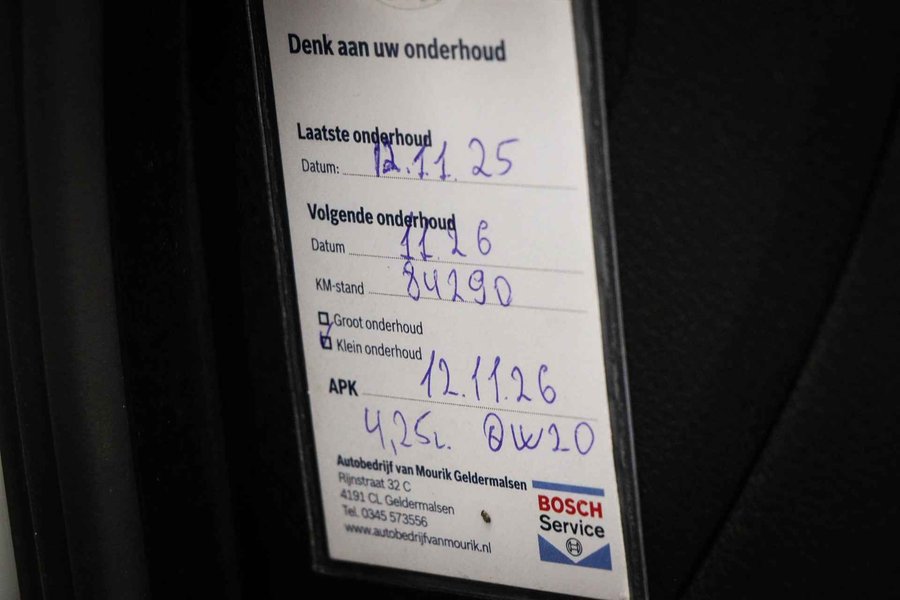 Denk aan uw onderhoud
Laatste onderhoud
Datum: 12.11.25
Volgende onderhoud
Datum 11 26
KM-stand 84290
Groot onderhoud
Klein onderhoud
APK 12.11.26
4,25L. 0W20
Autobedrijf van Mourik Geldermalsen
Rijnstraat 32 C
4191 CL Geldermalsen
Tel. 0345 573556
www.autobedrijfvanmourik.nl
BOSCH
Service